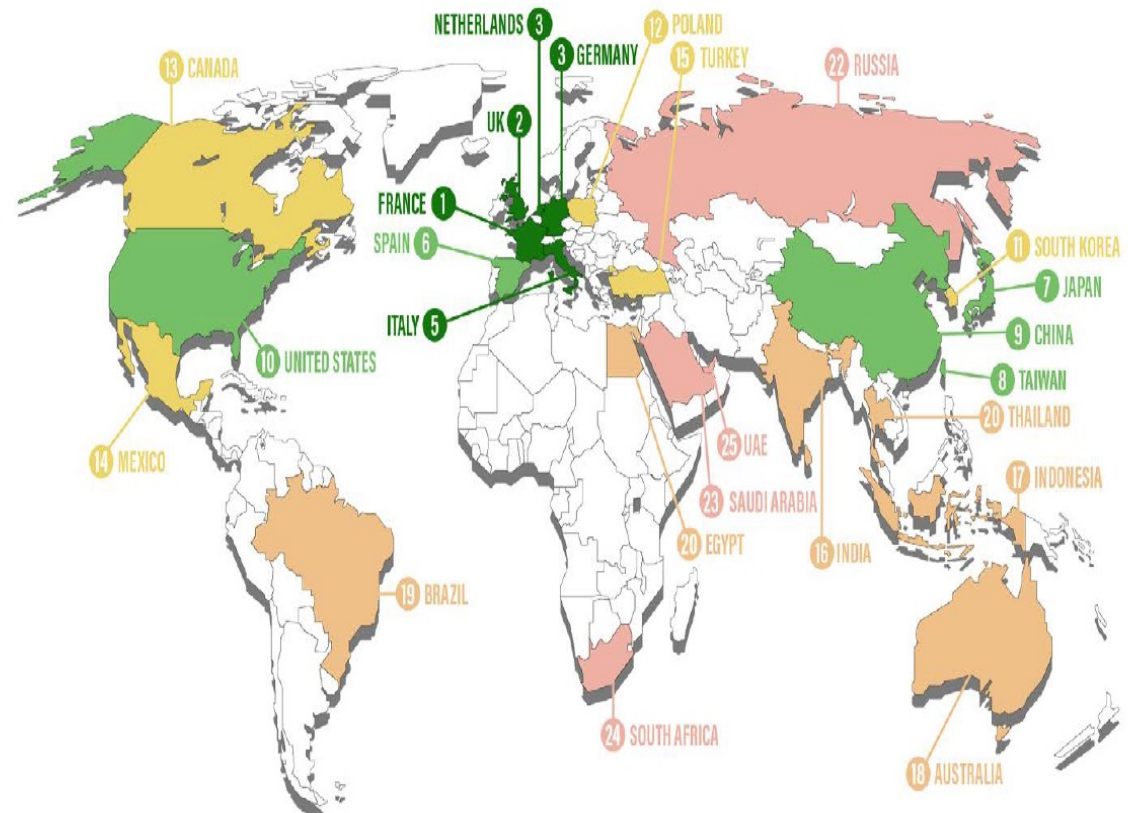 NETHERLANDS 3
12 POLAND
3 GERMANY
15 TURKEY
13 CANADA
22 RUSSIA
UK 2
FRANCE 1
SPAIN 6
11 SOUTH KOREA
7 JAPAN
ITALY 5
9 CHINA
10 UNITED STATES
8 TAIWAN
20 THAILAND
25 UAE
14 MEXICO
17 INDONESIA
23 SAUDI ARABIA
20 EGYPT
16 INDIA
19 BRAZIL
24 SOUTH AFRICA
18 AUSTRALIA